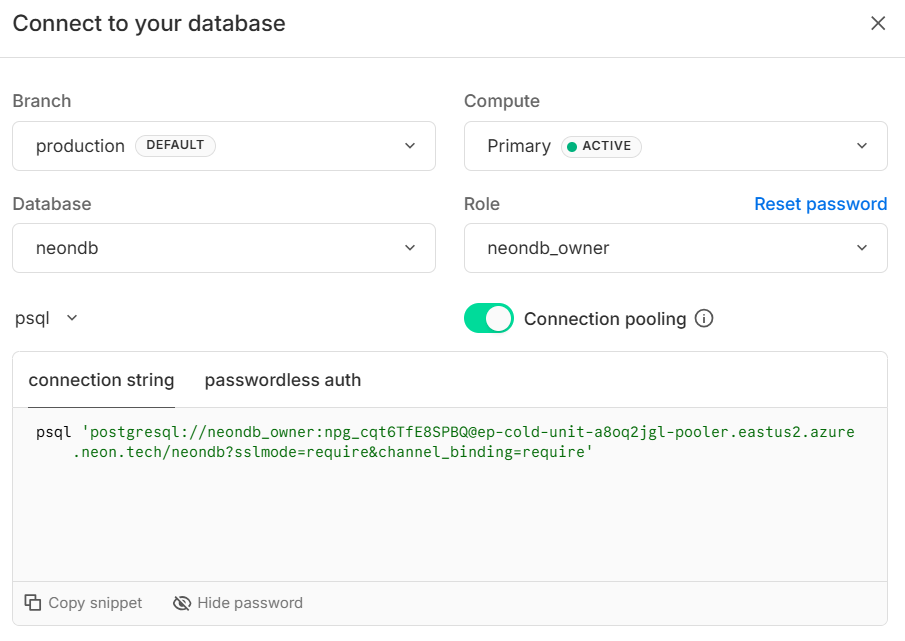 Connect to your database
Branch
Compute
production DEFAULT
Primary ACTIVE
Database
Role
Reset password
neondb
neondb_owner
psql
Connection pooling
connection string
passwordless auth
psql 'postgresql://neondb_owner:npg_cqt6TfE8SPBQ@ep-cold-unit-a8oq2jgl-pooler.eastus2.azure
.neon.tech/neondb?sslmode=require&channel_binding=require'
Copy snippet
Hide password